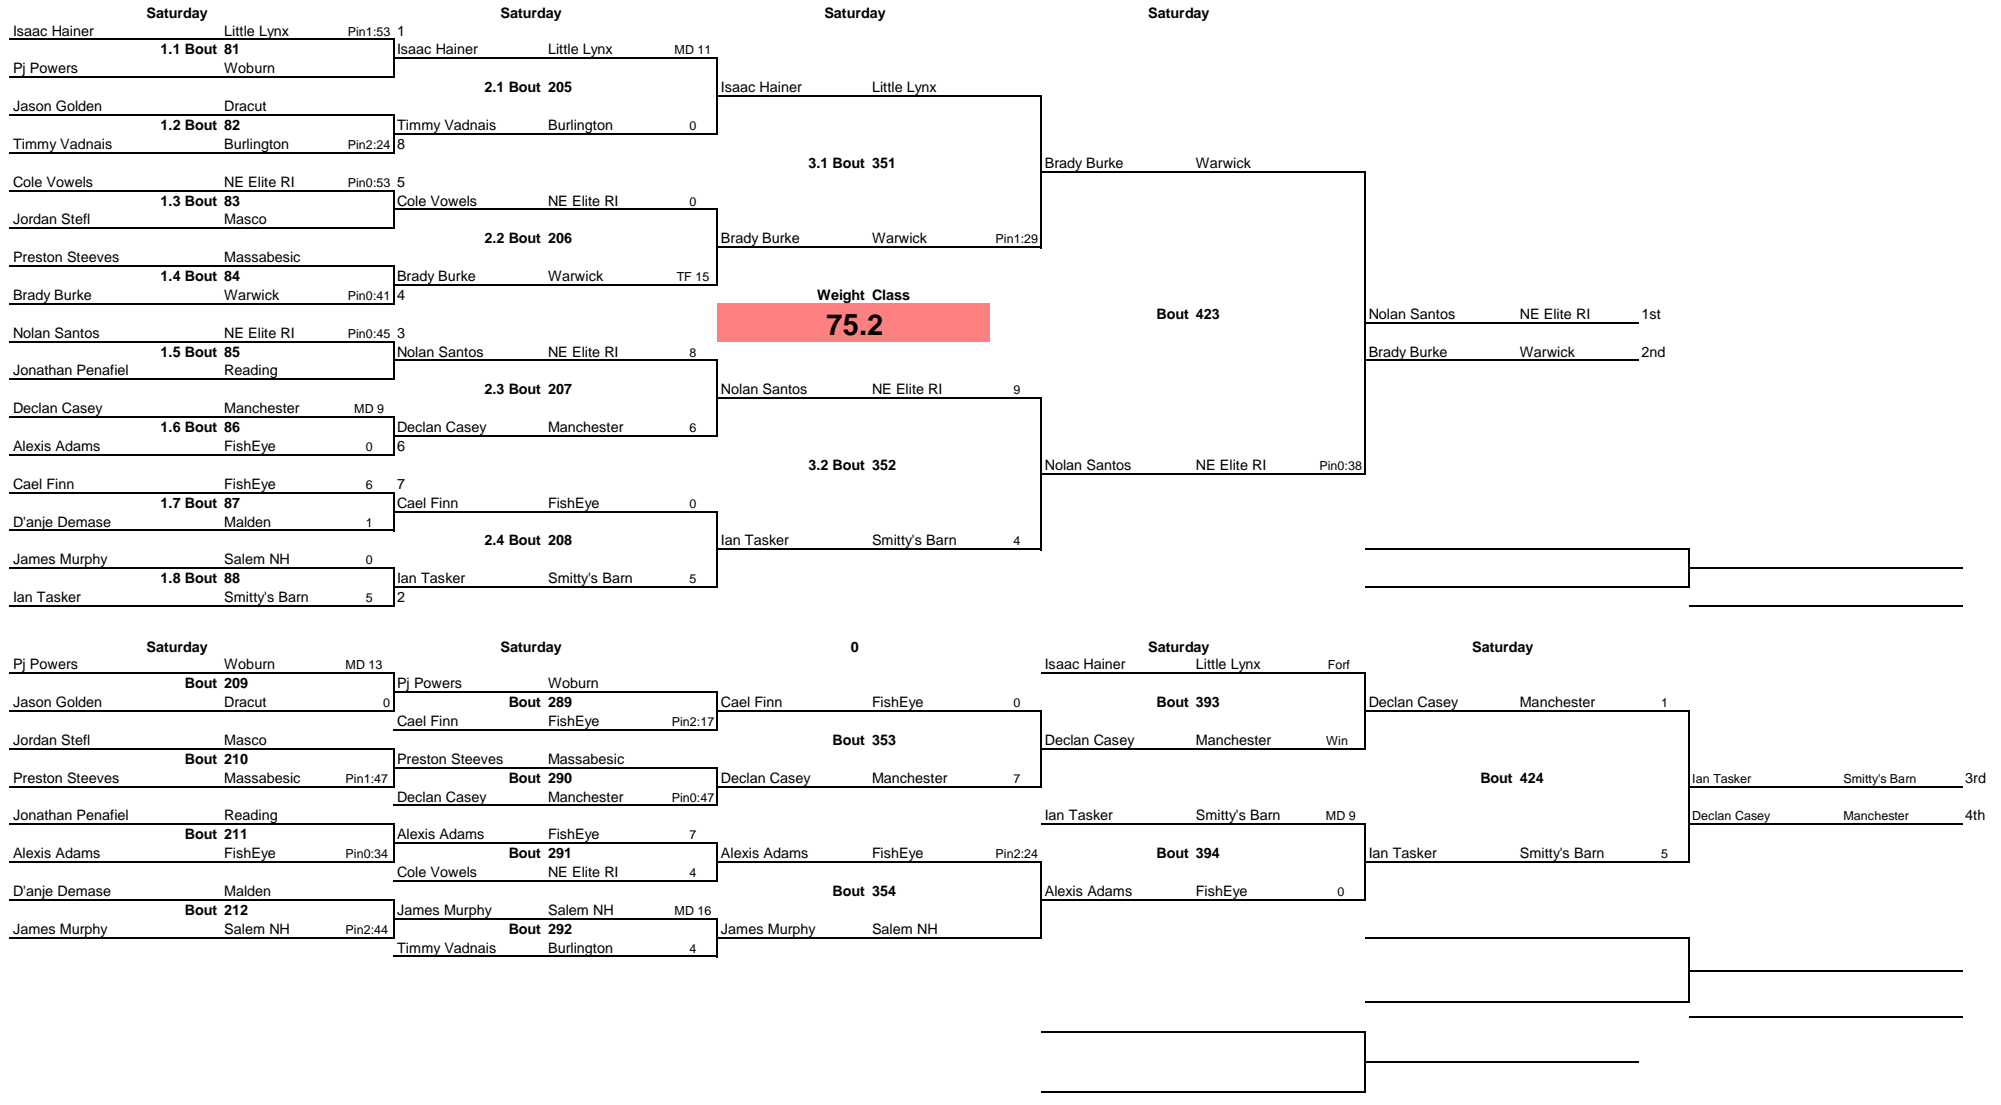 Saturday Saturday Saturday Saturday
Isaac Hainer Little Lynx Pin1:53 1
1.1 Bout 81 Isaac Hainer Little Lynx MD 11
Pj Powers Woburn
2.1 Bout 205 Isaac Hainer Little Lynx
Jason Golden Dracut
1.2 Bout 82 Timmy Vadnais Burlington 0
Timmy Vadnais Burlington Pin2:24 8
3.1 Bout 351 Brady Burke Warwick
Cole Vowels NE Elite RI Pin0:53 5
1.3 Bout 83 Cole Vowels NE Elite RI 0
Jordan Stefl Masco
2.2 Bout 206 Brady Burke Warwick Pin1:29
Preston Steeves Massabesic
1.4 Bout 84 Brady Burke Warwick TF 15
Brady Burke Warwick Pin0:41 4 Weight Class
75.2 Bout 423 Nolan Santos NE Elite RI 1st
Nolan Santos NE Elite RI Pin0:45 3
1.5 Bout 85 Nolan Santos NE Elite RI 8 Brady Burke Warwick 2nd
Jonathan Penafiel Reading
2.3 Bout 207 Nolan Santos NE Elite RI 9
Declan Casey Manchester MD 9
1.6 Bout 86 Declan Casey Manchester 6
Alexis Adams FishEye 0 6
3.2 Bout 352 Nolan Santos NE Elite RI Pin0:38
Cael Finn FishEye 6 7
1.7 Bout 87 Cael Finn FishEye 0
D'anje Demase Malden 1
2.4 Bout 208 Ian Tasker Smitty's Barn 4
James Murphy Salem NH 0
1.8 Bout 88 Ian Tasker Smitty's Barn 5
Ian Tasker Smitty's Barn 5 2
Saturday Saturday 0 Saturday Saturday
Pj Powers Woburn MD 13 Isaac Hainer Little Lynx Forf
Bout 209 Pj Powers Woburn
Jason Golden Dracut 0 Bout 289 Cael Finn FishEye 0 Bout 393 Declan Casey Manchester 1
Cael Finn FishEye Pin2:17
Jordan Stefl Masco Bout 353 Declan Casey Manchester Win
Bout 210 Preston Steeves Massabesic
Preston Steeves Massabesic Pin1:47 Bout 290 Declan Casey Manchester 7 Bout 424 Ian Tasker Smitty's Barn 3rd
Declan Casey Manchester Pin0:47
Jonathan Penafiel Reading Ian Tasker Smitty's Barn MD 9 Declan Casey Manchester 4th
Bout 211 Alexis Adams FishEye 7
Alexis Adams FishEye Pin0:34 Bout 291 Alexis Adams FishEye Pin2:24 Bout 394 Ian Tasker Smitty's Barn 5
Cole Vowels NE Elite RI 4
D'anje Demase Malden Bout 354 Alexis Adams FishEye 0
Bout 212 James Murphy Salem NH MD 16
James Murphy Salem NH Pin2:44 Bout 292 James Murphy Salem NH
Timmy Vadnais Burlington 4